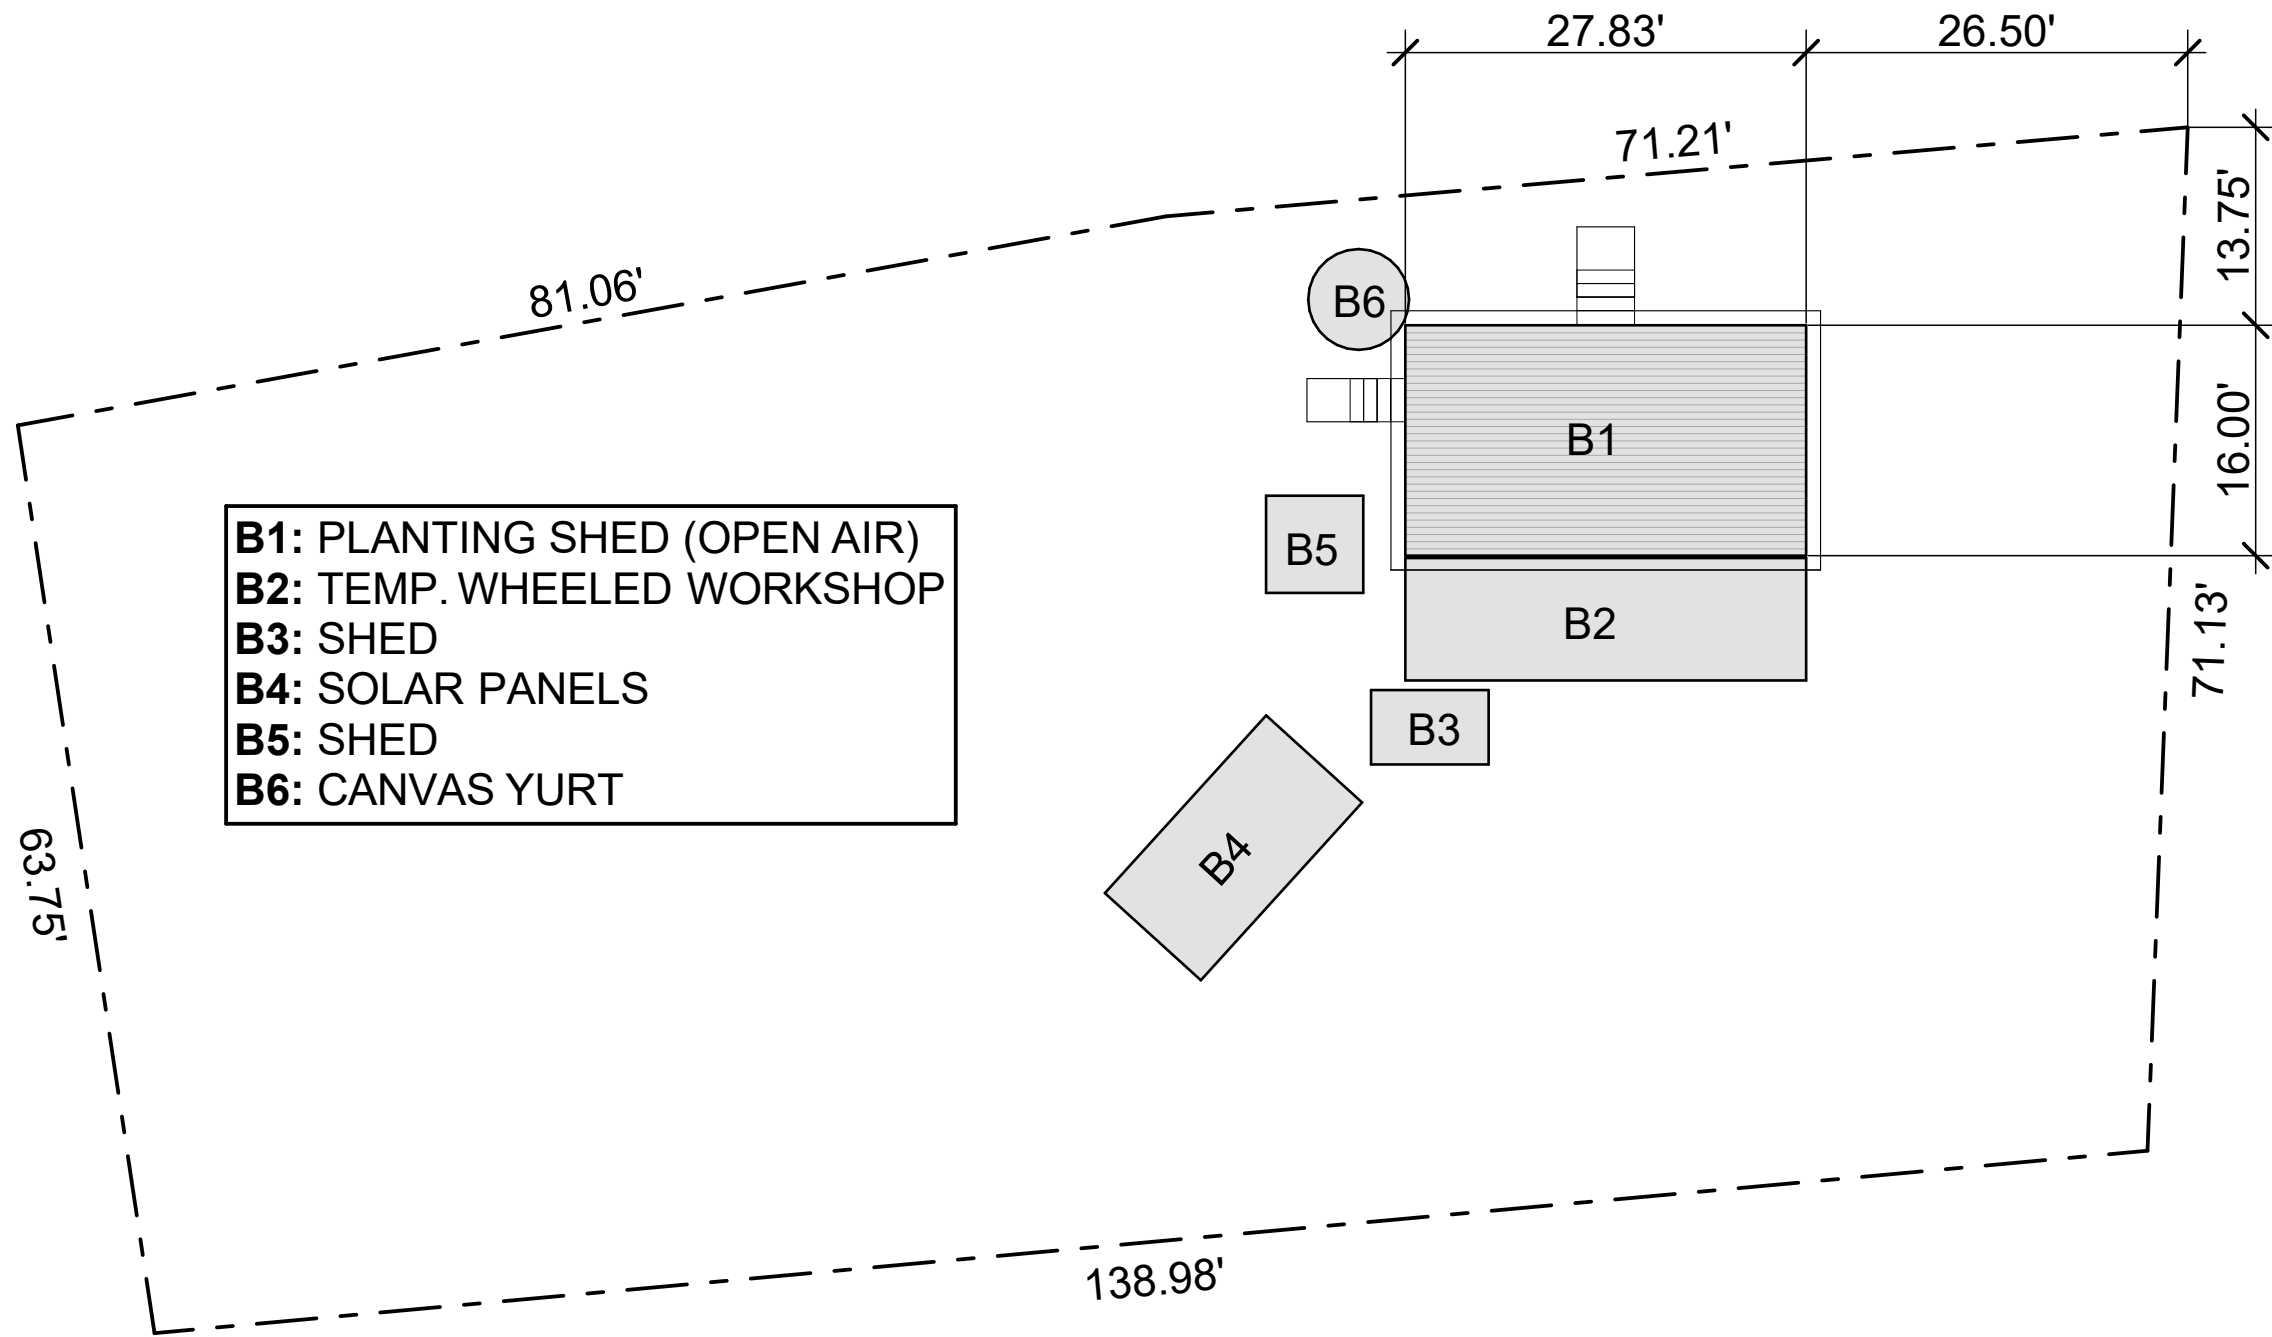 27.83'
26.50'
71.21'
13.75'
81.06'
B6
16.00'
B1
B1: PLANTING SHED (OPEN AIR)
B2: TEMP. WHEELED WORKSHOP
B3: SHED
B4: SOLAR PANELS
B5: SHED
B6: CANVAS YURT
B5
B2
71.13'
B3
B4
63.75'
138.98'